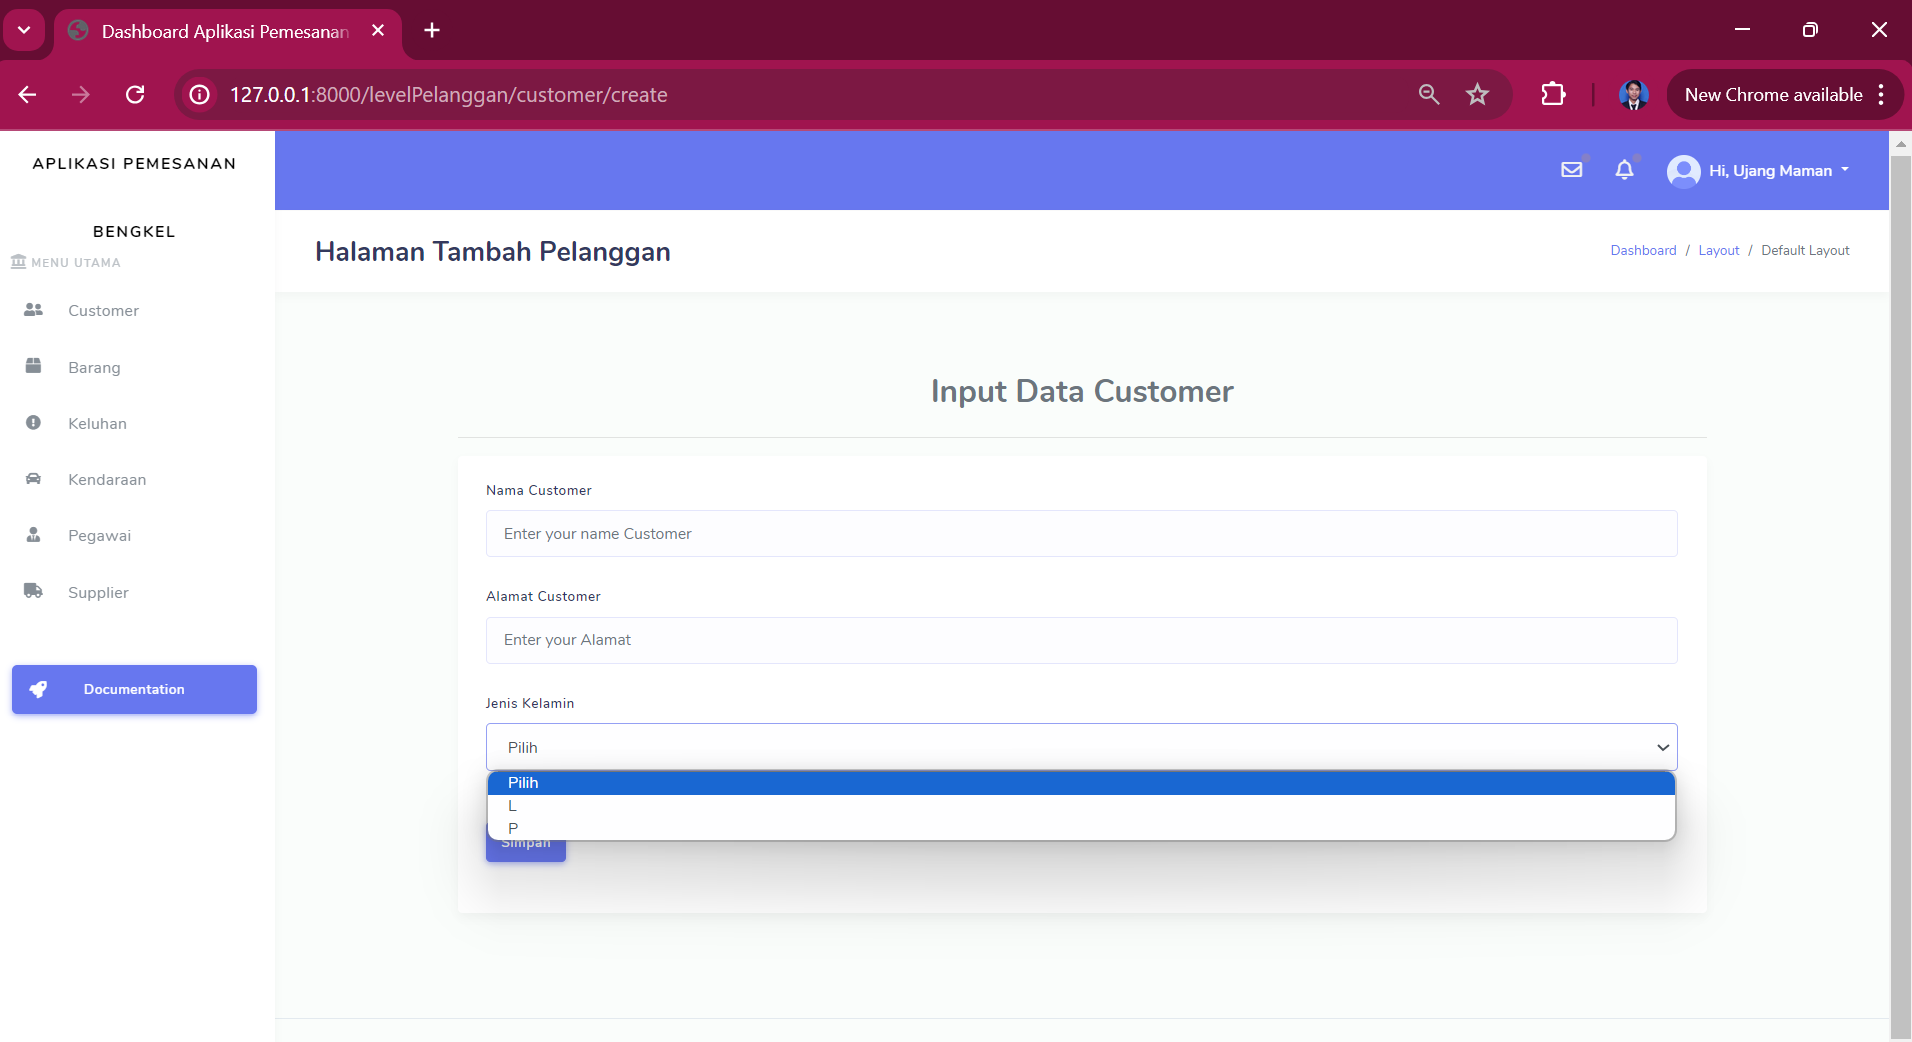 Dashboard Aplikasi Pemesanan
127.0.0.1:8000/levelPelanggan/customer/create
New Chrome available
APLIKASI PEMESANAN
BENGKEL
Hi, Ujang Maman
Halaman Tambah Pelanggan
Dashboard / Layout / Default Layout
MENU UTAMA
Customer
Barang
Keluhan
Kendaraan
Pegawai
Supplier
Documentation
Input Data Customer
Nama Customer
Enter your name Customer
Alamat Customer
Enter your Alamat
Jenis Kelamin
Pilih
Pilih
L
P
Simpan